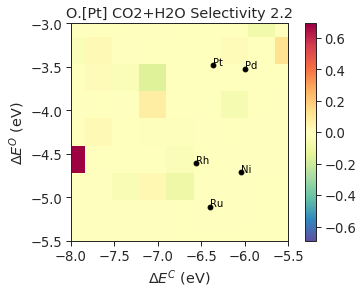 O.[Pt] CO2+H2O Selectivity 2.2
−3.0
−3.5
−4.0
−4.5
−5.0
−5.5
ΔE^O (eV)
Pt
Pd
Rh
Ni
Ru
−8.0 −7.5 −7.0 −6.5 −6.0 −5.5
ΔE^C (eV)
0.6
0.4
0.2
0.0
−0.2
−0.4
−0.6